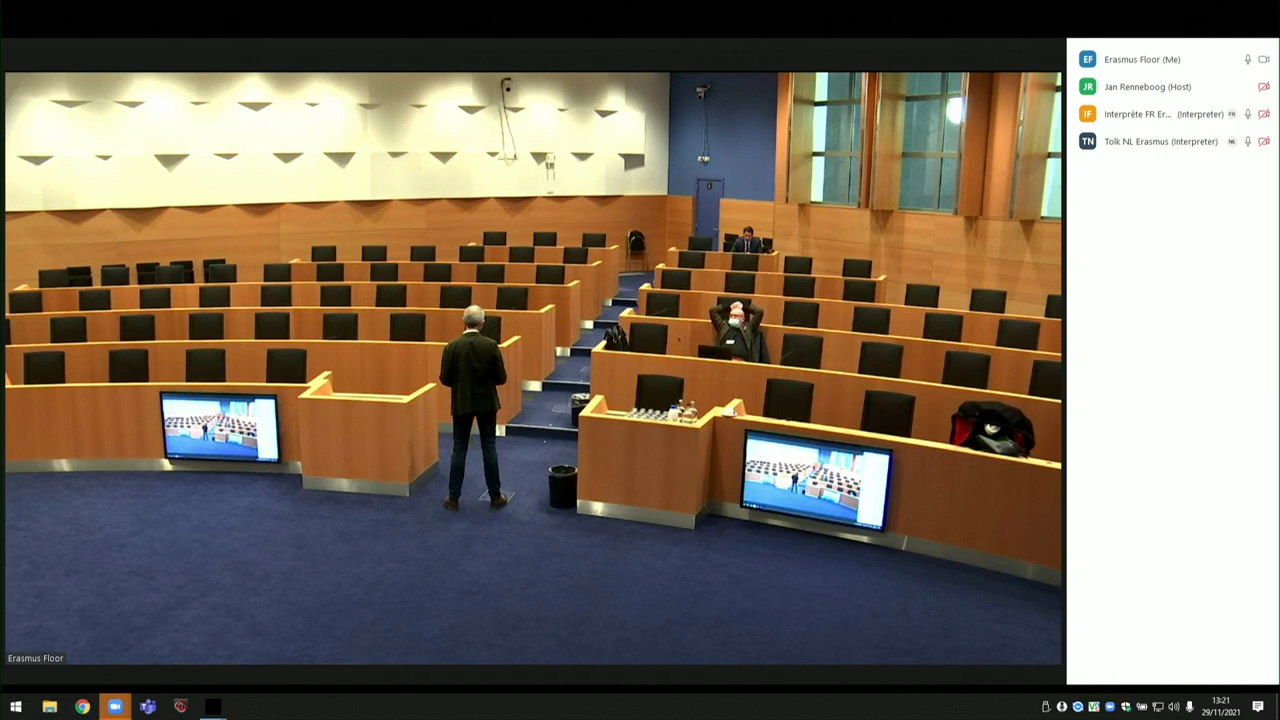 EF Erasmus Floor (Me)
JR Jan Renneboog (Host)
IF Interprète FR Er... (Interpreter) FR
TN Tolk NL Erasmus (Interpreter) NL
Erasmus Floor
13:21
29/11/2021